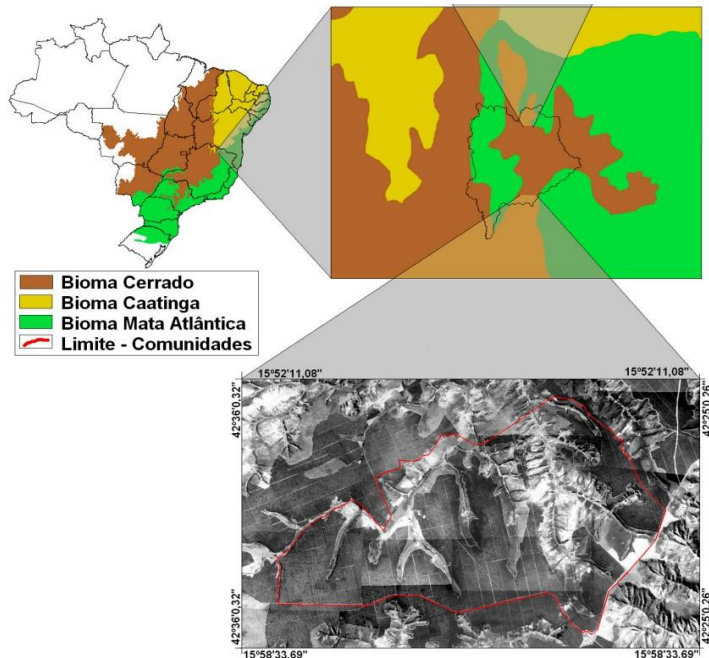 Bioma Cerrado
Bioma Caatinga
Bioma Mata Atlântica
Limite - Comunidades
15°52'11,08"
15°52'11,08"
42°36'0,32"
42°25'0,26"
42°36'0,32"
42°25'0.26"
15°58'33.69"
15°58'33.69"